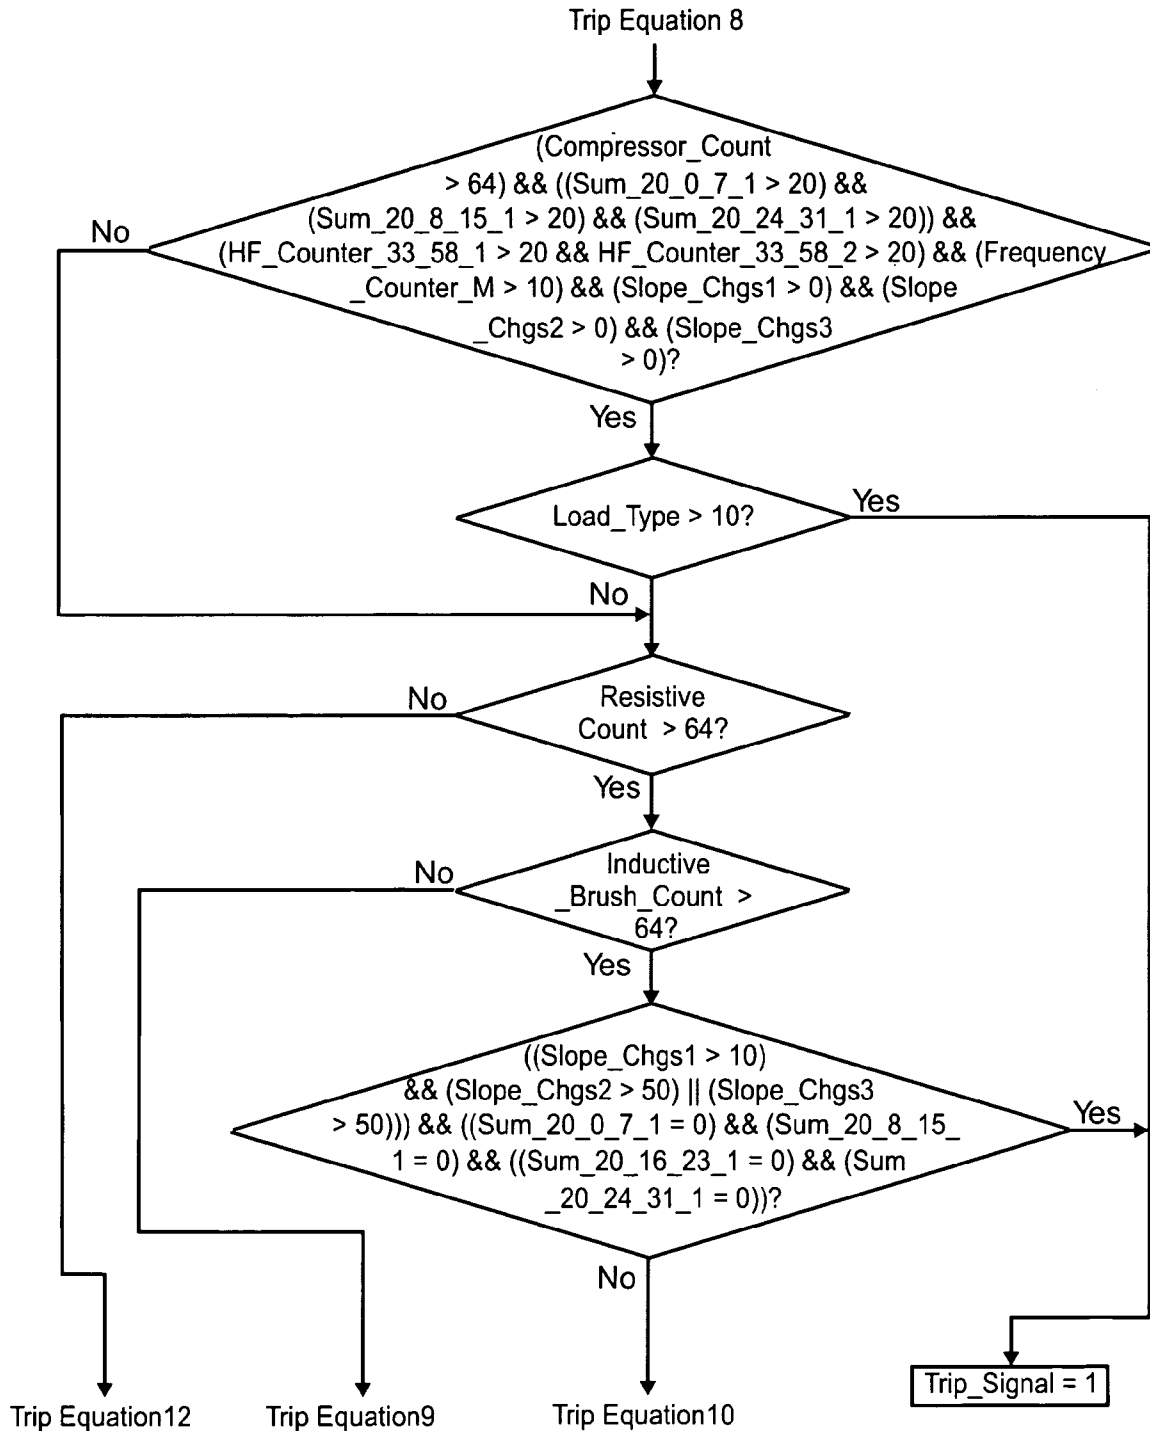 Trip Equation 8
(Compressor_Count
> 64) && ((Sum_20_0_7_1 > 20) &&
(Sum_20_8_15_1 > 20) && (Sum_20_24_31_1 > 20)) &&
(HF_Counter_33_58_1 > 20 && HF_Counter_33_58_2 > 20) && (Frequency
_Counter_M > 10) && (Slope_Chgs1 > 0) && (Slope
_Chgs2 > 0) && (Slope_Chgs3
> 0)?
No
Yes
Load_Type > 10?
Yes
No
Resistive
Count > 64?
No
Yes
Inductive
_Brush_Count >
64?
No
Yes
((Slope_Chgs1 > 10)
&& (Slope_Chgs2 > 50) || (Slope_Chgs3
> 50))) && ((Sum_20_0_7_1 = 0) && (Sum_20_8_15_
1 = 0) && ((Sum_20_16_23_1 = 0) && (Sum
_20_24_31_1 = 0))?
Yes
No
Trip_Signal = 1
Trip Equation12
Trip Equation9
Trip Equation10